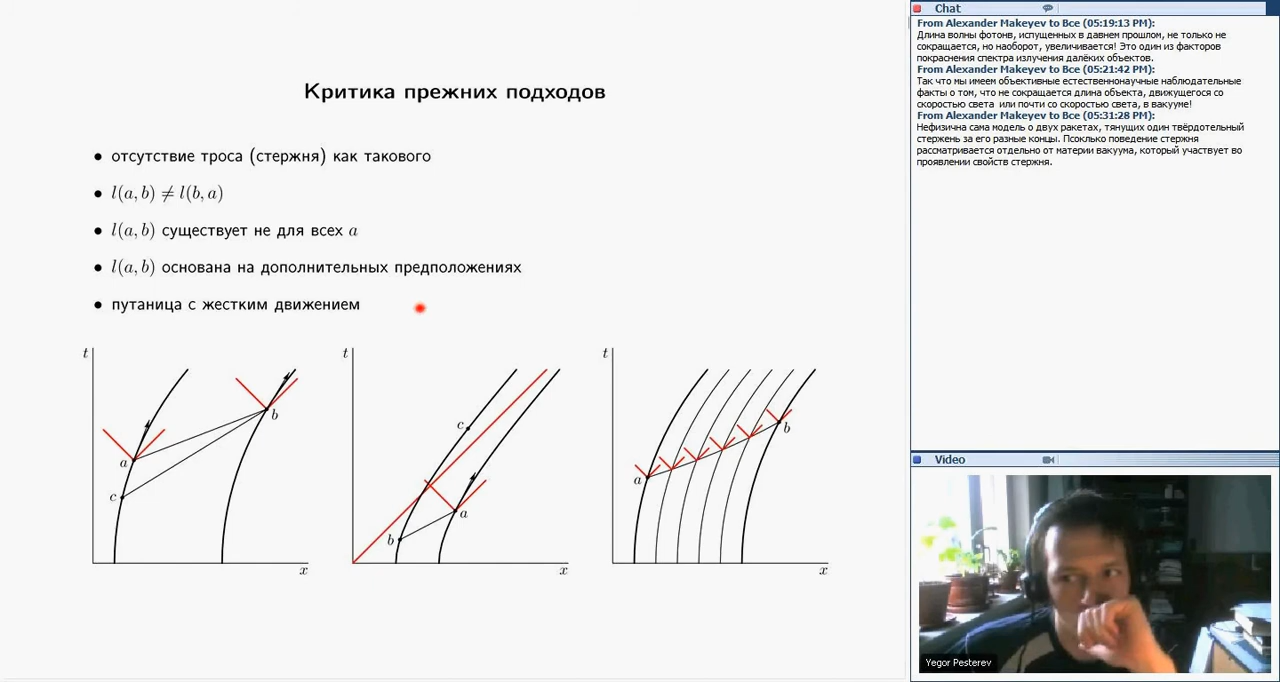 Критика прежних подходов
• отсутствие троса (стержня) как такового
• l(a, b) ≠ l(b, a)
• l(a, b) существует не для всех a
• l(a, b) основана на дополнительных предположениях
• путаница с жестким движением
t
a
c
b
x
t
c
a
b
x
t
a
b
x
Chat
From Alexander Makeyev to Все (05:19:13 PM):
Длина волны фотонв, испущенных в давнем прошлом, не только не
сокращается, но наоборот, увеличивается! Это один из факторов
покраснения спектра излучения далёких объектов.
From Alexander Makeyev to Все (05:21:42 PM):
Так что мы имеем объективные естественнонаучные наблюдательные
факты о том, что не сокращается длина объекта, движущегося со
скоростью света или почти со скоростью света, в вакууме!
From Alexander Makeyev to Все (05:31:28 PM):
Нефизична сама модель о двух ракетах, тянущих один твёрдотельный
стержень за его разные концы. Псоклько поведение стержня
рассматривается отдельно от материи вакуума, который участвует во
проявлении свойств стержня.
Video
Yegor Pesterev